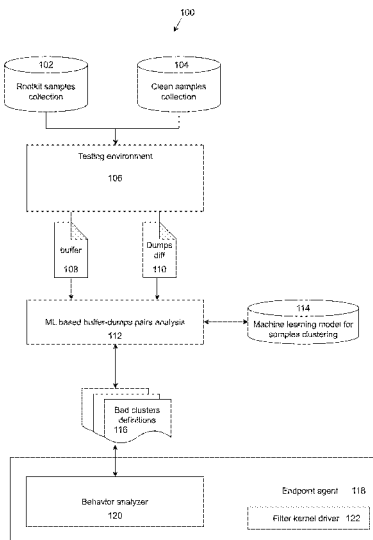 100
102
Rootkit samples
collection
104
Clean samples
collection
Testing environment
106
buffer
108
Dumps
diff
110
ML based buffer-dumps pairs analysis
112
114
Machine learning model for
samples clustering
Bad clusters
definitions
116
Behavior analyzer
120
Endpoint agent 118
Filter kernel driver 122